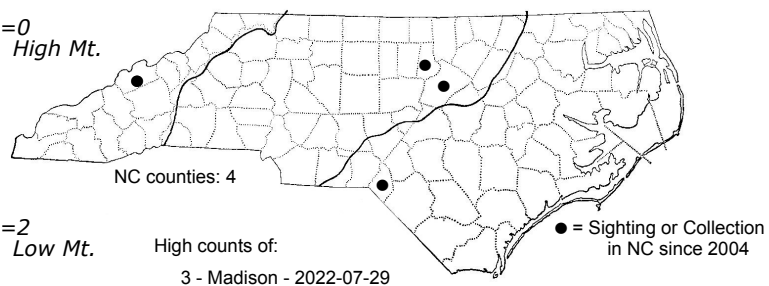 =0
High Mt.
NC counties: 4
=2
Low Mt.
High counts of:
3 - Madison - 2022-07-29
● = Sighting or Collection
in NC since 2004